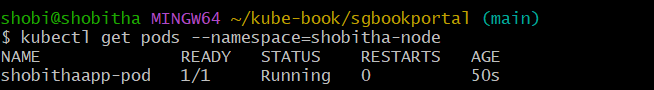 shobi@shobitha MINGW64 ~/kube-book/sgbookportal (main)
$ kubectl get pods --namespace=shobitha-node
NAME READY STATUS RESTARTS AGE
shobithaapp-pod 1/1 Running 0 50s